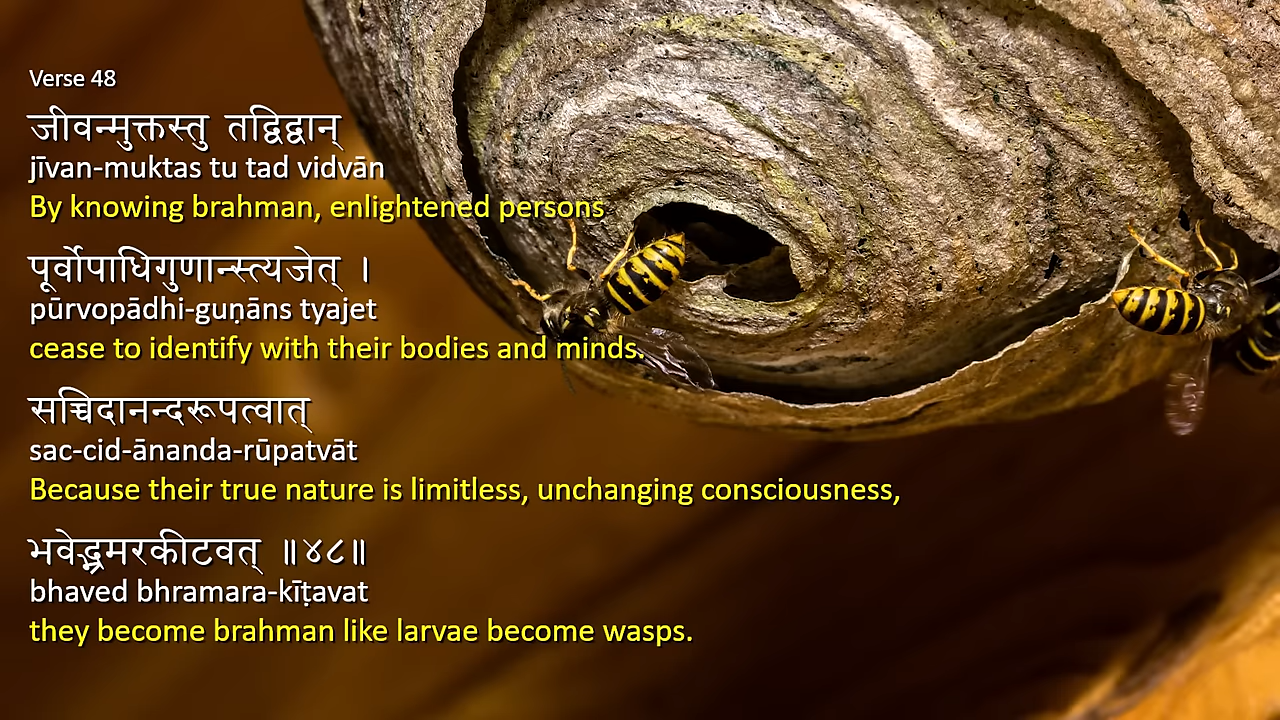 Verse 48
जीवन्मुक्तस्तु तद्विद्वान्
jīvan-muktas tu tad vidvān
By knowing brahman, enlightened persons
पूर्वोपाधिगुणान्स्त्यजेत् ।
pūrvopādhi-guṇāns tyajet
cease to identify with their bodies and minds.
सच्चिदानन्दरूपत्वात्
sac-cid-ānanda-rūpatvāt
Because their true nature is limitless, unchanging consciousness,
भवेद्भ्रमरकीटवत् ॥४८॥
bhaved bhramara-kīṭavat
they become brahman like larvae become wasps.